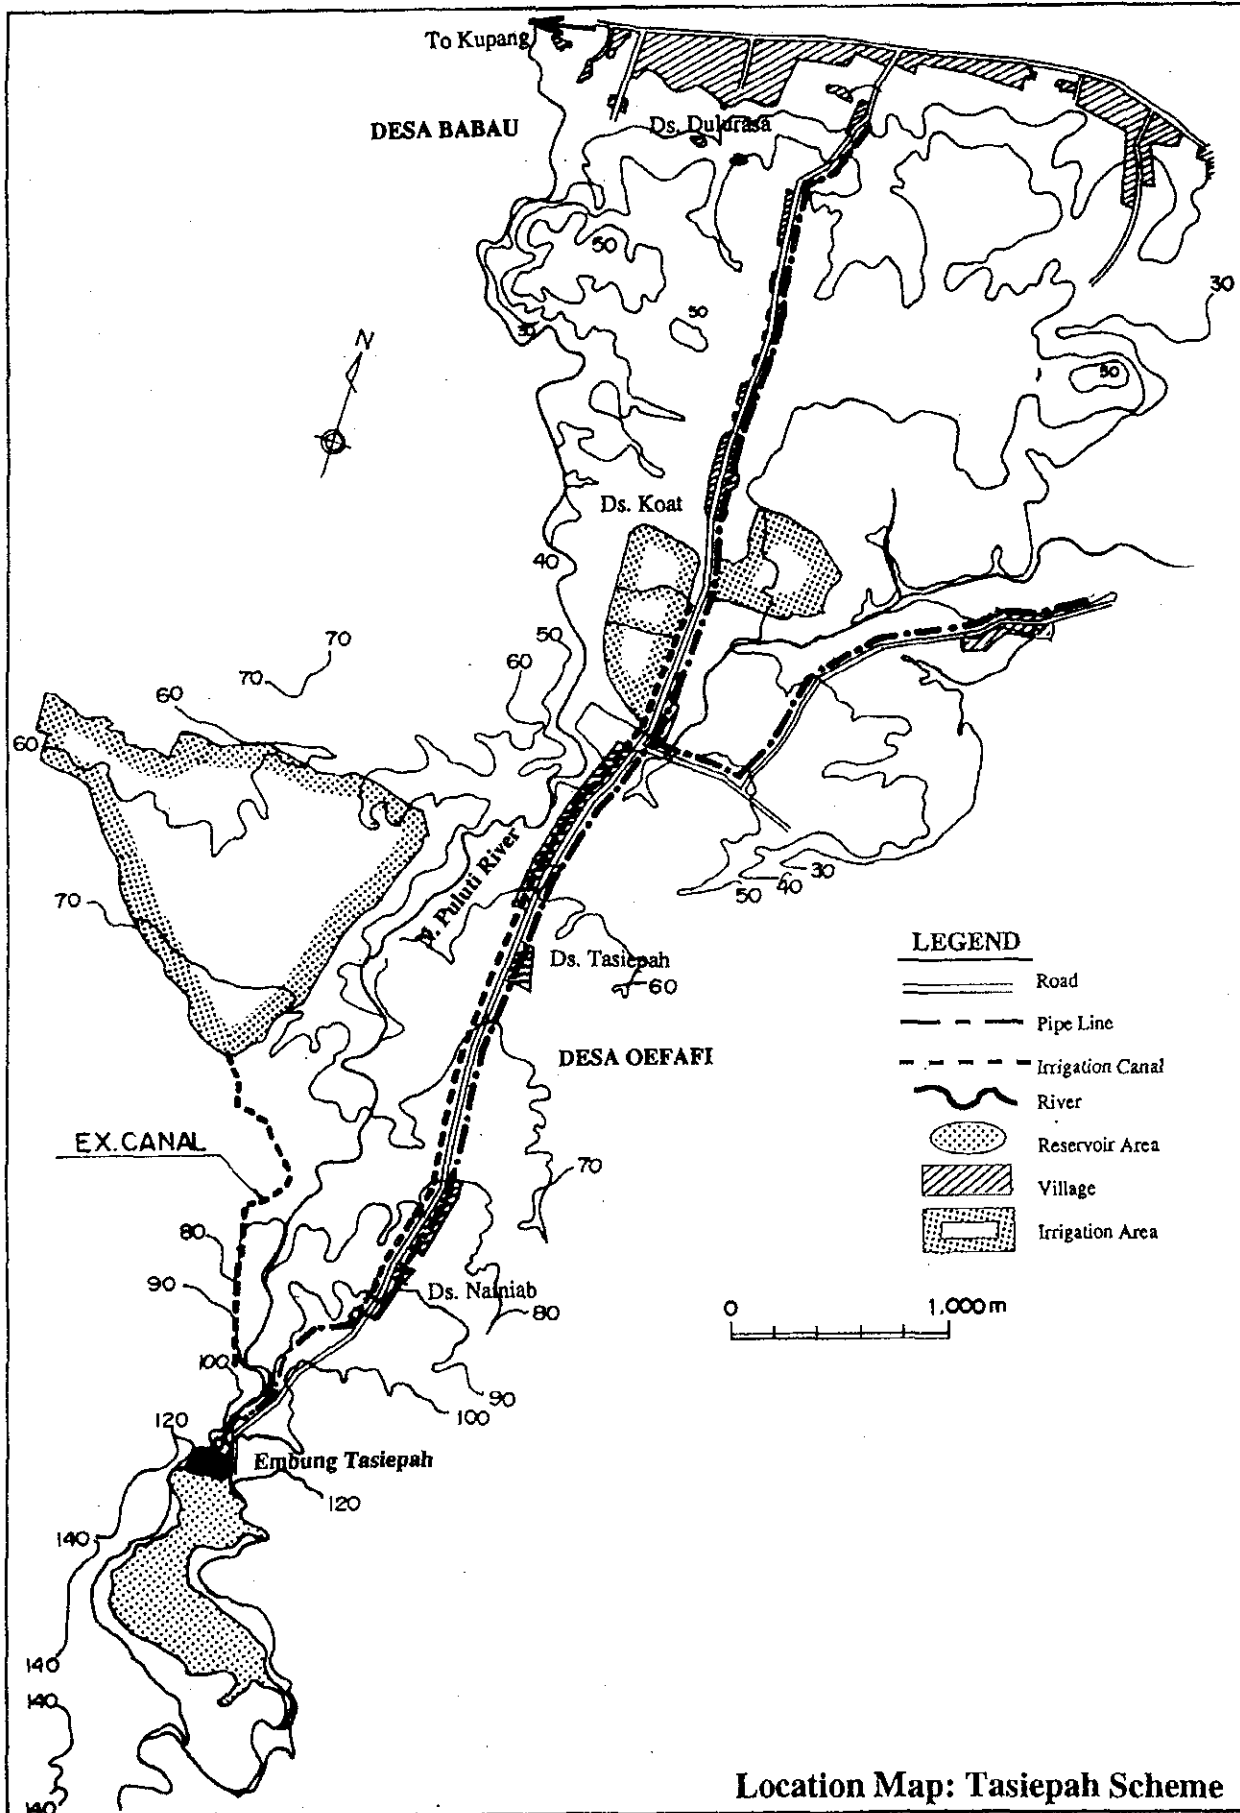 To Kupang
DESA BABAU
Ds. Dulurasa
50
30
50
30
N
50
Ds. Koat
40
70
50
60
70
60
60
N. Puluti River
30
40
50
70
LEGEND
Road
Pipe Line
Irrigation Canal
River
Reservoir Area
Village
Irrigation Area
Ds. Tasiepah
60
DESA OEFAFI
EX. CANAL
70
80
90
Ds. Nainiab
80
0 1,000 m
100
90
100
120
Embung Tasiepah
120
140
140
140
140
Location Map: Tasiepah Scheme